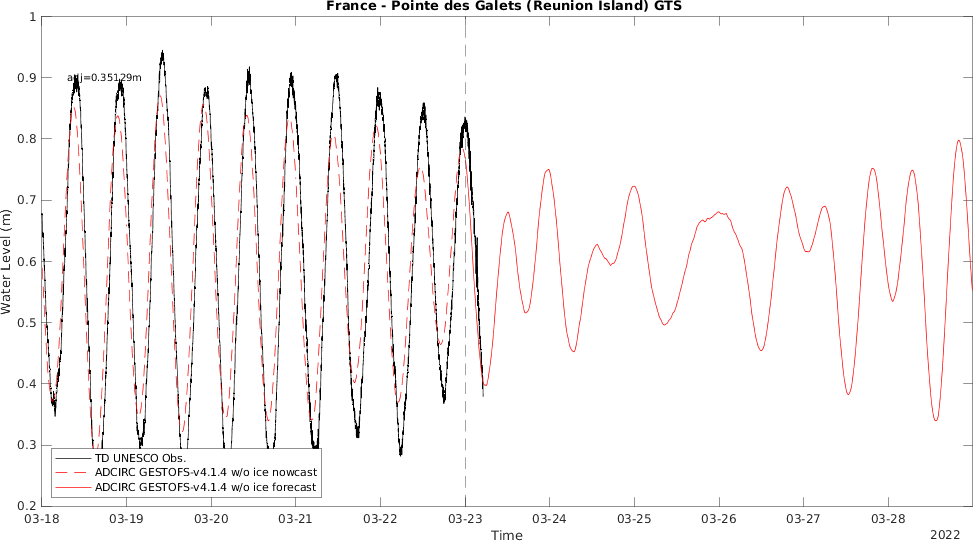 France - Pointe des Galets (Reunion Island) GTS
1
0.9
0.8
0.7
0.6
0.5
0.4
0.3
0.2
Water Level (m)
adj=0.35129m
TD UNESCO Obs.
ADCIRC GESTOFS-v4.1.4 w/o ice nowcast
ADCIRC GESTOFS-v4.1.4 w/o ice forecast
03-18 03-19 03-20 03-21 03-22 03-23 03-24 03-25 03-26 03-27 03-28
Time
2022